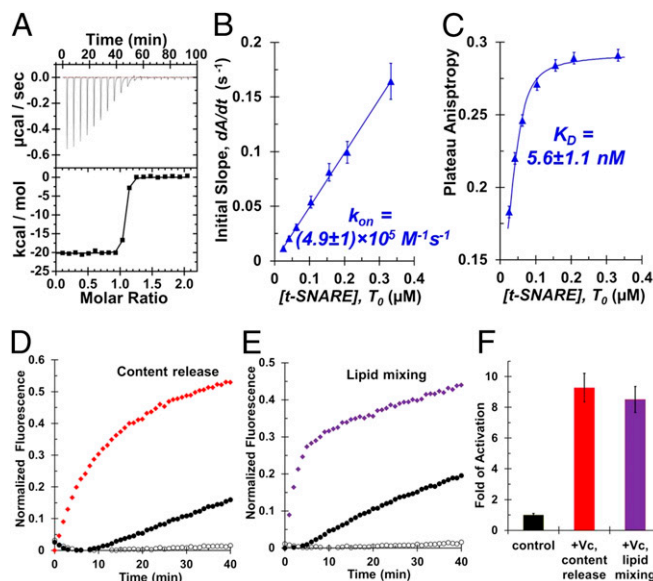 A
Time (min)
0 20 40 60 80 100
µcal / sec
0.0
-0.2
-0.4
-0.6
kcal / mol
0
-5
-10
-15
-20
-25
0.0 0.5 1.0 1.5 2.0
Molar Ratio
B
Initial Slope, dA/dt (s⁻¹)
0.2
0.15
0.1
0.05
0
k_on =
(4.9±1)×10⁵ M⁻¹s⁻¹
0 0.1 0.2 0.3 0.4
[t-SNARE], T₀ (µM)
C
Plateau Anisptropy
0.3
0.25
0.15
K_D =
5.6±1.1 nM
0 0.1 0.2 0.3 0.4
[t-SNARE], T₀ (µM)
D
Content release
Normalized Fluorescence
0.6
0.5
0.4
0.3
0.2
0.1
0
0 10 20 30 40
Time (min)
E
Lipid mixing
Normalized Fluorescence
0.5
0.4
0.3
0.2
0.1
0
0 10 20 30 40
Time (min)
F
Fold of Activation
12
10
8
6
4
2
0
control
+Vc,
content
release
+Vc,
lipid
mixing